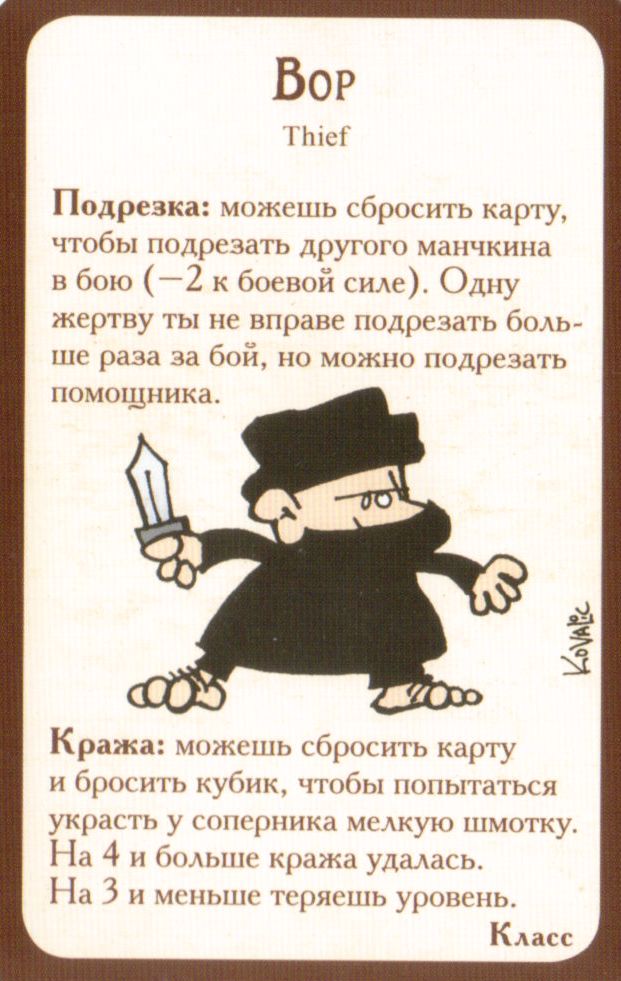 Вор
Thief
Подрезка: можешь сбросить карту,
чтобы подрезать другого манчкина
в бою (—2 к боевой силе). Одну
жертву ты не вправе подрезать боль-
ше раза за бой, но можно подрезать
помощника.
Kovalic
Кража: можешь сбросить карту
и бросить кубик, чтобы попытаться
украсть у соперника мелкую шмотку.
На 4 и больше кража удалась.
На 3 и меньше теряешь уровень.
Класс